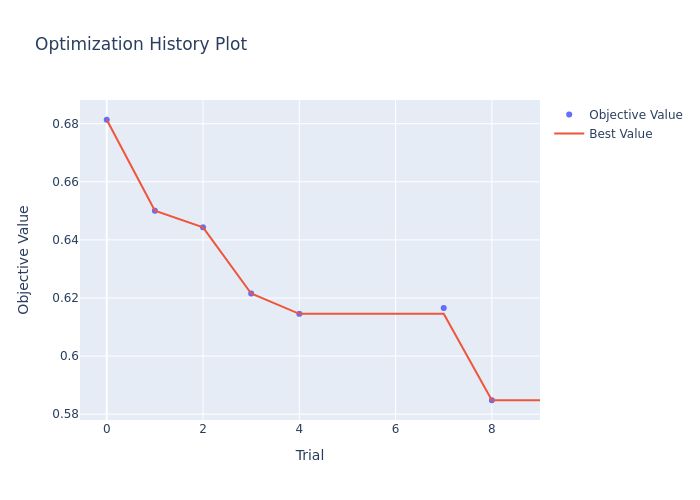 Optimization History Plot
Objective Value
Best Value
0.68
0.66
0.64
0.62
0.6
0.58
Objective Value
0
2
4
6
8
Trial